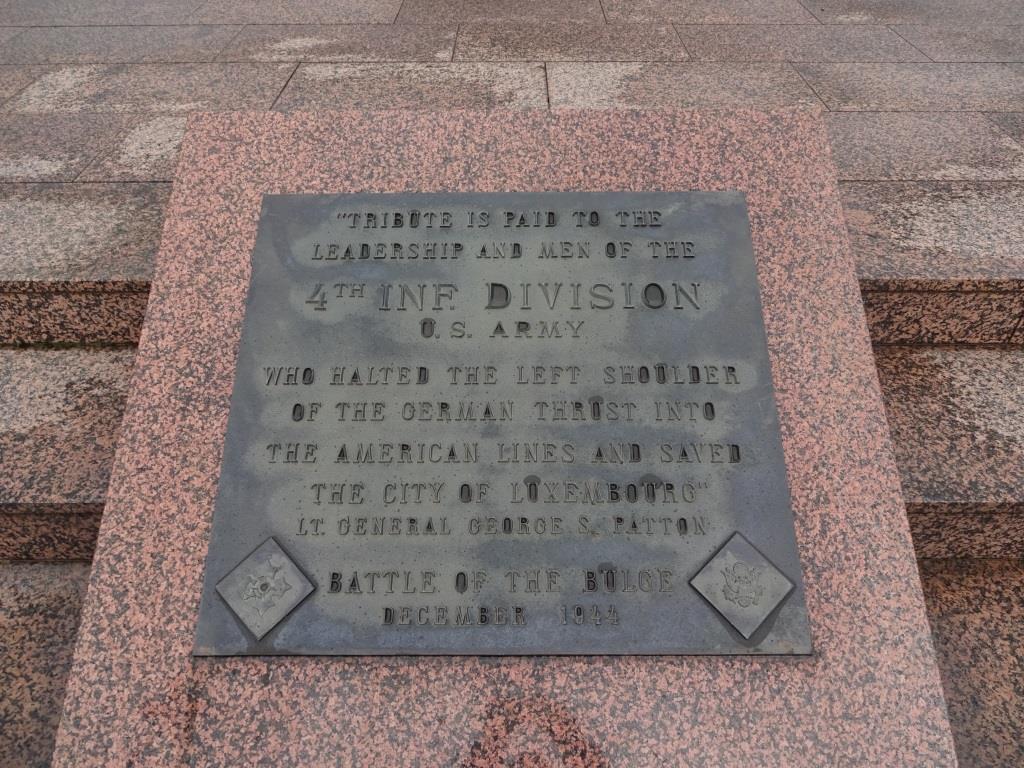 "TRIBUTE IS PAID TO THE
LEADERSHIP AND MEN OF THE
4TH INF. DIVISION
U.S. ARMY
WHO HALTED THE LEFT SHOULDER
OF THE GERMAN THRUST INTO
THE AMERICAN LINES AND SAVED
THE CITY OF LUXEMBOURG"
LT. GENERAL GEORGE S. PATTON
BATTLE OF THE BULGE
DECEMBER 1944